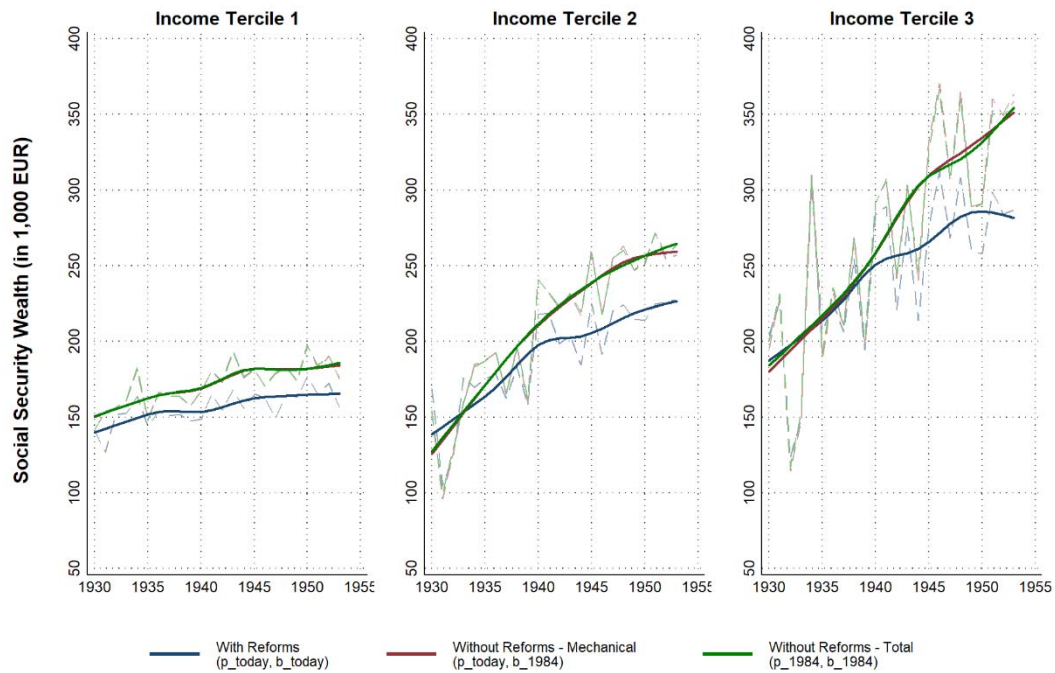 Income Tercile 1
Income Tercile 2
Income Tercile 3
Social Security Wealth (in 1,000 EUR)
400
350
300
250
200
150
100
50
1930 1935 1940 1945 1950 1955
400
350
300
250
200
150
100
50
1930 1935 1940 1945 1950 1955
400
350
300
250
200
150
100
50
1930 1935 1940 1945 1950 1955
With Reforms
(p_today, b_today)
Without Reforms - Mechanical
(p_today, b_1984)
Without Reforms - Total
(p_1984, b_1984)